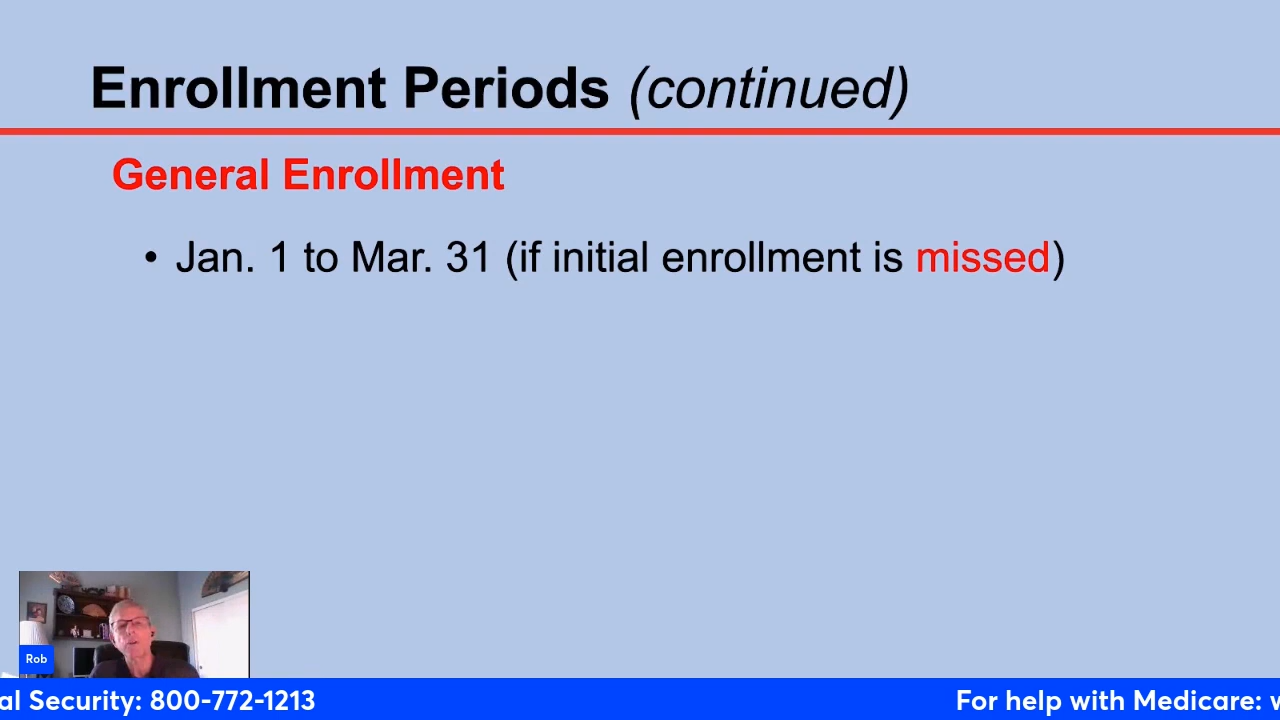 Enrollment Periods (continued)
General Enrollment
• Jan. 1 to Mar. 31 (if initial enrollment is missed)
Rob
al Security: 800-772-1213
For help with Medicare: w